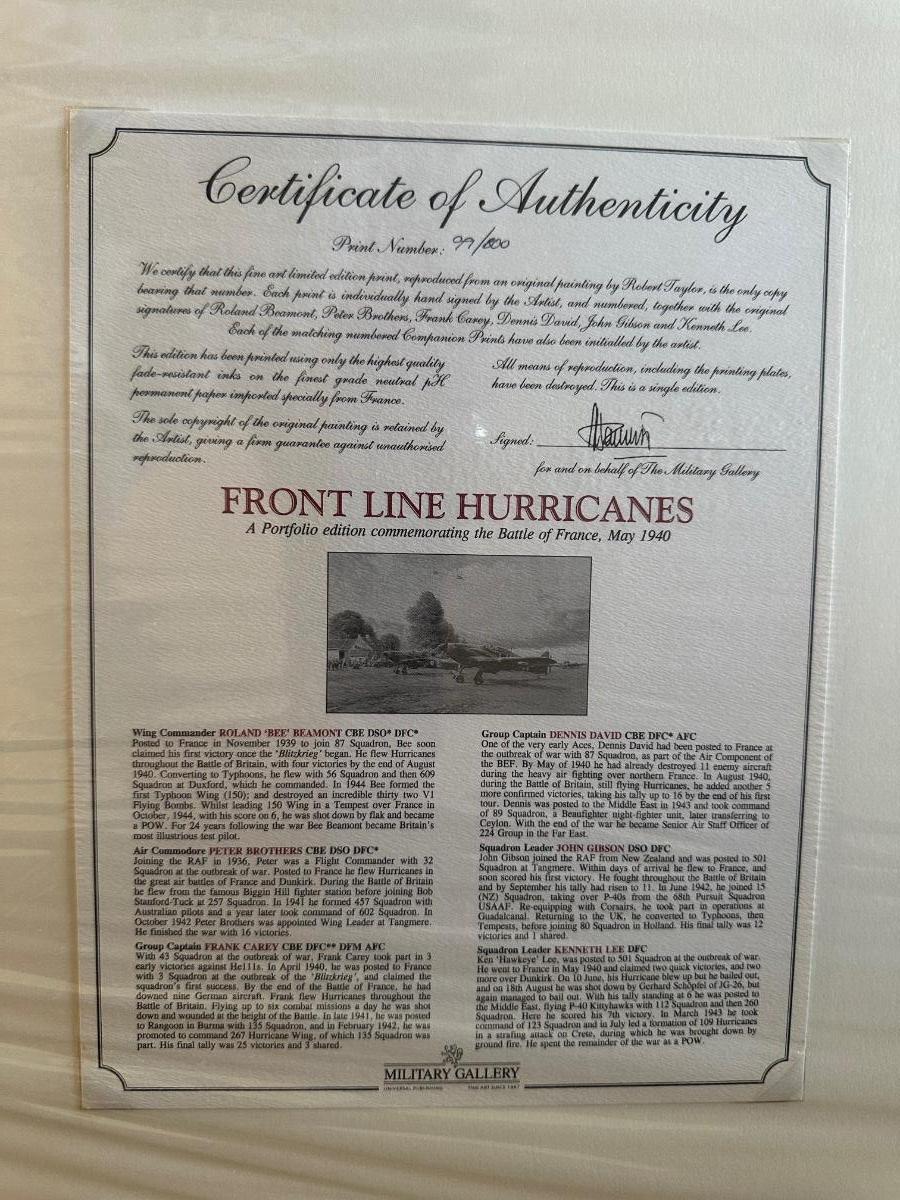 Certificate of Authenticity
Print Number: 99/800
We certify that this fine art limited edition print, reproduced from an original painting by Robert Taylor, is the only copy
bearing that number. Each print is individually hand signed by the Artist, and numbered, together with the original
signatures of Roland Beamont, Peter Brothers, Frank Carey, Dennis David, John Gibson and Kenneth Lee.
Each of the matching numbered Companion Prints have also been initialled by the artist.
This edition has been printed using only the highest quality
fade-resistant inks on the finest grade neutral pH
permanent paper imported specially from France.
The sole copyright of the original painting is retained by
the Artist, giving a firm guarantee against unauthorised
reproduction.
All means of reproduction, including the printing plates,
have been destroyed. This is a single edition.
Signed:
for and on behalf of The Military Gallery
FRONT LINE HURRICANES
A Portfolio edition commemorating the Battle of France, May 1940
Wing Commander ROLAND 'BEE' BEAMONT CBE DSO* DFC*
Posted to France in November 1939 to join 87 Squadron, Bee soon
claimed his first victory once the 'Blitzkrieg' began. He flew Hurricanes
throughout the Battle of Britain, with four victories by the end of August
1940. Converting to Typhoons, he flew with 56 Squadron and then 609
Squadron at Duxford, which he commanded. In 1944 Bee formed the
first Typhoon Wing (150); and destroyed an incredible thirty two V1
Flying Bombs. Whilst leading 150 Wing in a Tempest over France in
October, 1944, with his score on 6, he was shot down by flak and became
a POW. For 24 years following the war Bee Beamont became Britain's
most illustrious test pilot.
Air Commodore PETER BROTHERS CBE DSO DFC*
Joining the RAF in 1936, Peter was a Flight Commander with 32
Squadron at the outbreak of war. Posted to France he flew Hurricanes in
the great air battles of France and Dunkirk. During the Battle of Britain
he flew from the famous Biggin Hill fighter station before joining Bob
Stanford-Tuck at 257 Squadron. In 1941 he formed 457 Squadron with
Australian pilots and a year later took command of 602 Squadron. In
October 1942 Peter Brothers was appointed Wing Leader at Tangmere.
He finished the war with 16 victories.
Group Captain FRANK CAREY CBE DFC** DFM AFC
With 43 Squadron at the outbreak of war, Frank Carey took part in 3
early victories against He111s. In April 1940, he was posted to France
with 3 Squadron at the outbreak of the 'Blitzkrieg', and claimed the
squadron's first success. By the end of the Battle of France, he had
downed nine German aircraft. Frank flew Hurricanes throughout the
Battle of Britain. Flying up to six combat missions a day he was shot
down and wounded at the height of the Battle. In late 1941, he was posted
to Rangoon in Burma with 135 Squadron, and in February 1942, he was
promoted to command 267 Hurricane Wing, of which 135 Squadron was
part. His final tally was 25 victories and 3 shared.
Group Captain DENNIS DAVID CBE DFC* AFC
One of the very early Aces, Dennis David had been posted to France at
the outbreak of war with 87 Squadron, as part of the Air Component of
the BEF. By May of 1940 he had already destroyed 11 enemy aircraft
during the heavy air fighting over northern France. In August 1940,
during the Battle of Britain, still flying Hurricanes, he added another 5
more confirmed victories, taking his tally up to 16 by the end of his first
tour. Dennis was posted to the Middle East in 1943 and took command
of 89 Squadron, a Beaufighter night-fighter unit, later transferring to
Ceylon. With the end of the war he became Senior Air Staff Officer of
224 Group in the Far East.
Squadron Leader JOHN GIBSON DSO DFC
John Gibson joined the RAF from New Zealand and was posted to 501
Squadron at Tangmere. Within days of arrival he flew to France, and
soon scored his first victory. He fought throughout the Battle of Britain
and by September his tally had risen to 11. In June 1942, he joined 15
(NZ) Squadron, taking over P-40s from the 68th Pursuit Squadron
USAAF. Re-equipping with Corsairs, he took part in operations at
Guadalcanal. Returning to the UK, he converted to Typhoons, then
Tempests, before joining 80 Squadron in Holland. His final tally was 12
victories and 1 shared.
Squadron Leader KENNETH LEE DFC
Ken 'Hawkeye' Lee, was posted to 501 Squadron at the outbreak of war.
He went to France in May 1940 and claimed two quick victories, and two
more over Dunkirk. On 10 June, his Hurricane blew up but he bailed out,
and on 18th August he was shot down by Gerhard Schöpfel of JG-26, but
again managed to bail out. With his tally standing at 6 he was posted to
the Middle East, flying P-40 Kittyhawks with 112 Squadron and then 260
Squadron. Here he scored his 7th victory. In March 1943 he took
command of 123 Squadron and in July led a formation of 109 Hurricanes
in a strafing attack on Crete, during which he was brought down by
ground fire. He spent the remainder of the war as a POW.
MILITARY GALLERY